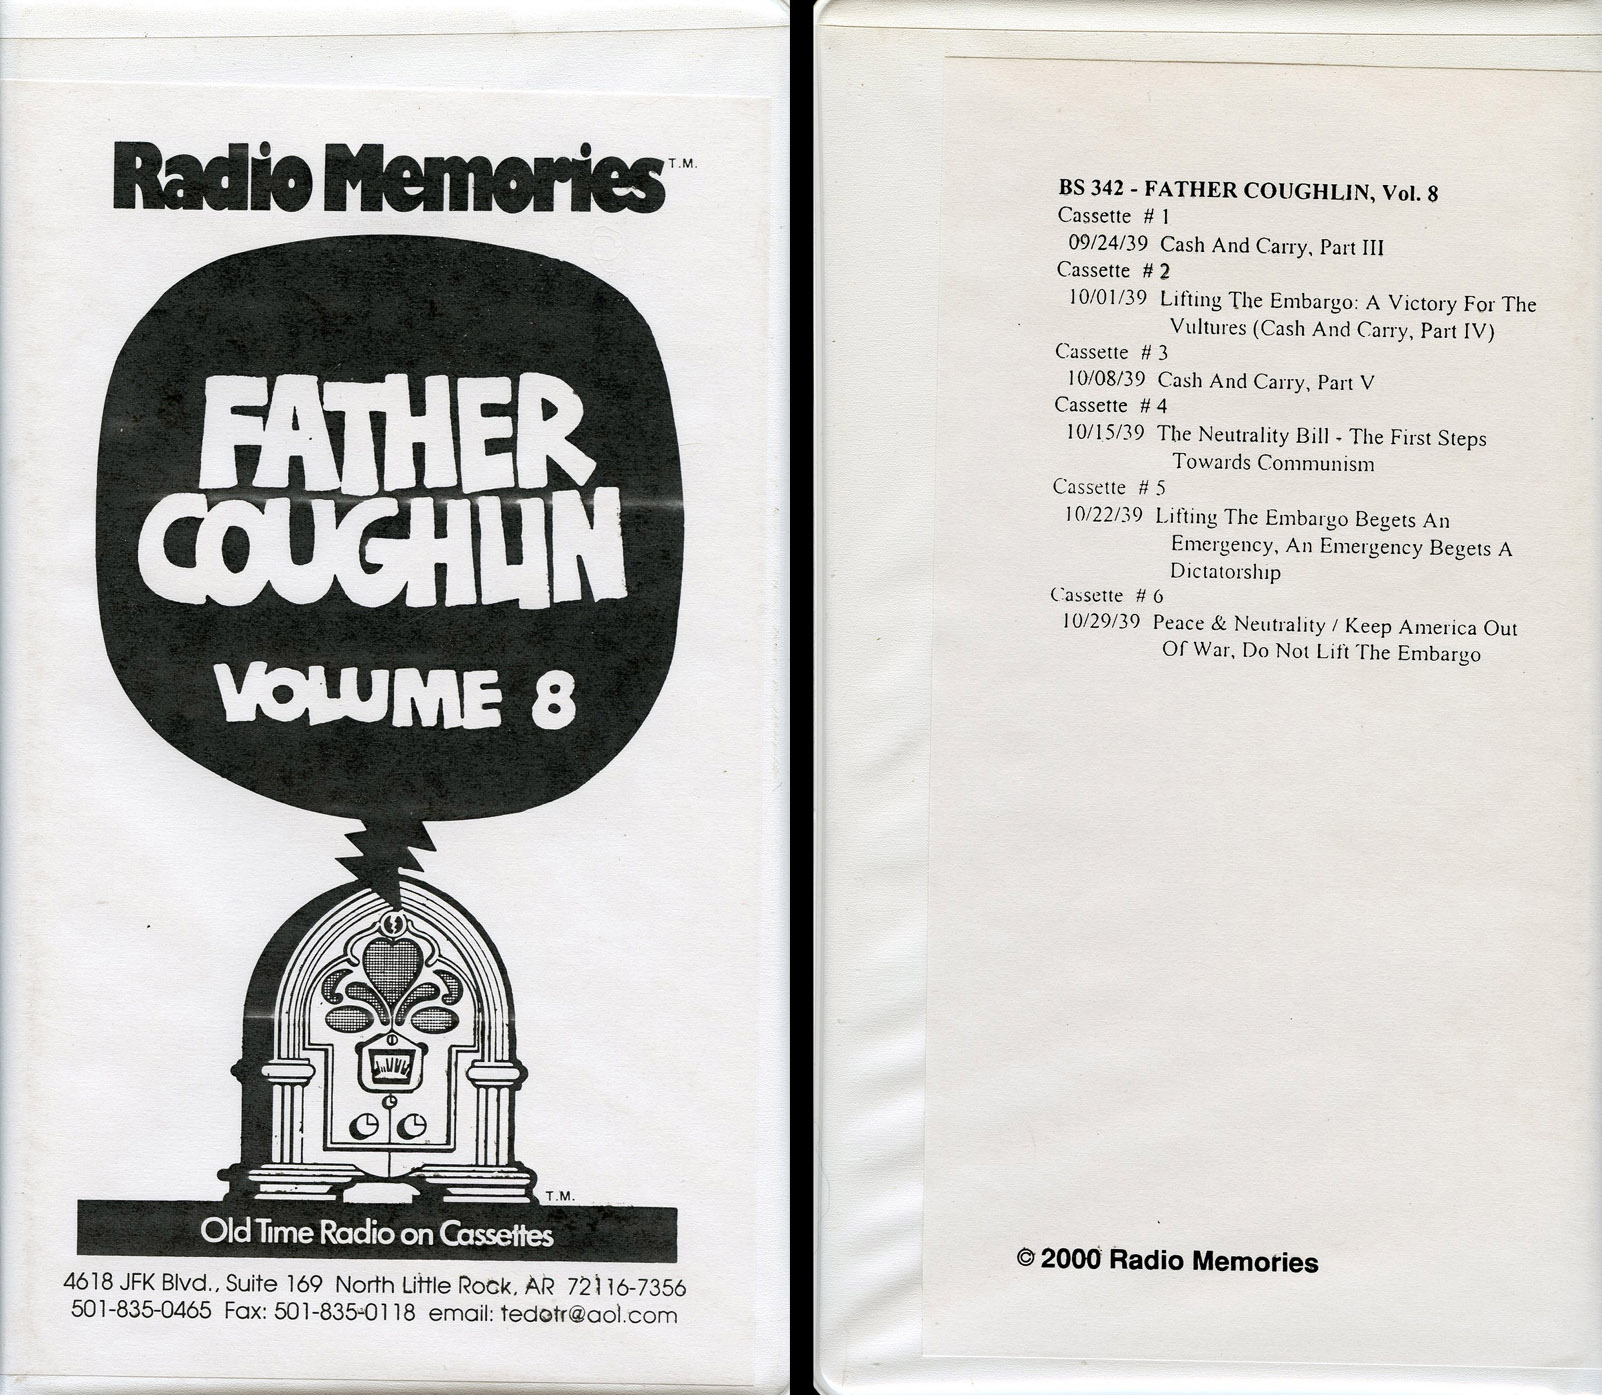 Radio Memories T.M.
FATHER
COUGHLIN
VOLUME 8
T.M.
Old Time Radio on Cassettes
4618 JFK Blvd., Suite 169 North Little Rock, AR 72116-7356
501-835-0465 Fax: 501-835-0118 email: tedotr@aol.com
BS 342 - FATHER COUGHLIN, Vol. 8
Cassette # 1
09/24/39 Cash And Carry, Part III
Cassette # 2
10/01/39 Lifting The Embargo: A Victory For The
Vultures (Cash And Carry, Part IV)
Cassette # 3
10/08/39 Cash And Carry, Part V
Cassette # 4
10/15/39 The Neutrality Bill - The First Steps
Towards Communism
Cassette # 5
10/22/39 Lifting The Embargo Begets An
Emergency, An Emergency Begets A
Dictatorship
Cassette # 6
10/29/39 Peace & Neutrality / Keep America Out
Of War, Do Not Lift The Embargo
© 2000 Radio Memories